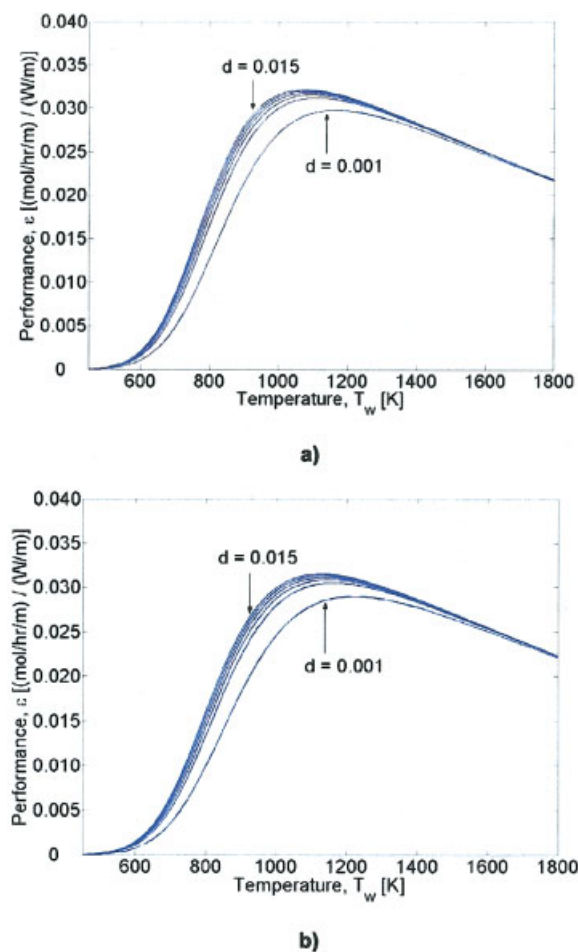 0.040
0.035
0.030
0.025
0.020
0.015
0.010
0.005
0
Performance, ε [(mol/hr/m) / (W/m)]
d = 0.015
d = 0.001
600 800 1000 1200 1400 1600 1800
Temperature, T_w [K]
a)
0.040
0.035
0.030
0.025
0.020
0.015
0.010
0.005
0
Performance, ε [(mol/hr/m) / (W/m)]
d = 0.015
d = 0.001
600 800 1000 1200 1400 1600 1800
Temperature, T_w [K]
b)